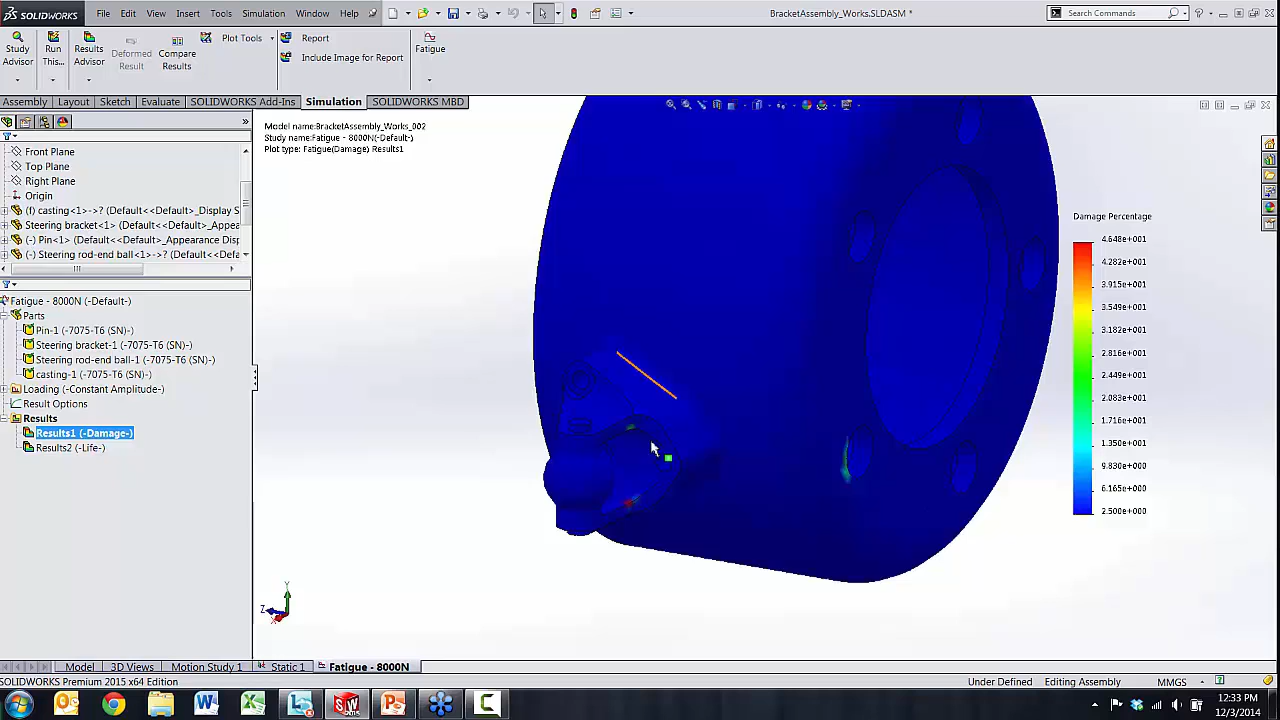 SOLIDWORKS File Edit View Insert Tools Simulation Window Help BracketAssembly_Works.SLDASM * Search Commands
Study Advisor
Run This...
Results Advisor
Deformed Result
Compare Results
Plot Tools
Report
Include Image for Report
Fatigue
Assembly Layout Sketch Evaluate SOLIDWORKS Add-Ins Simulation SOLIDWORKS MBD
Model name:BracketAssembly_Works_002
Study name:Fatigue - 8000N(-Default-)
Plot type: Fatigue(Damage) Results1
Front Plane
Top Plane
Right Plane
Origin
(f) casting<1>->? (Default<<Default>_Display S
Steering bracket<1> (Default<<Default>_Appea
(-) Pin<1> (Default<<Default>_Appearance Disp
(-) Steering rod-end ball<1>->? (Default<<Defa
Fatigue - 8000N (-Default-)
Parts
Pin-1 (-7075-T6 (SN)-)
Steering bracket-1 (-7075-T6 (SN)-)
Steering rod-end ball-1 (-7075-T6 (SN)-)
casting-1 (-7075-T6 (SN)-)
Loading (-Constant Amplitude-)
Result Options
Results
Results1 (-Damage-)
Results2 (-Life-)
Damage Percentage
4.648e+001
4.282e+001
3.915e+001
3.549e+001
3.182e+001
2.816e+001
2.449e+001
2.083e+001
1.716e+001
1.350e+001
9.830e+000
6.165e+000
2.500e+000
Y
Z
X
Model 3D Views Motion Study 1 Static 1 Fatigue - 8000N
SOLIDWORKS Premium 2015 x64 Edition Under Defined Editing Assembly MMGS
12:33 PM
12/3/2014